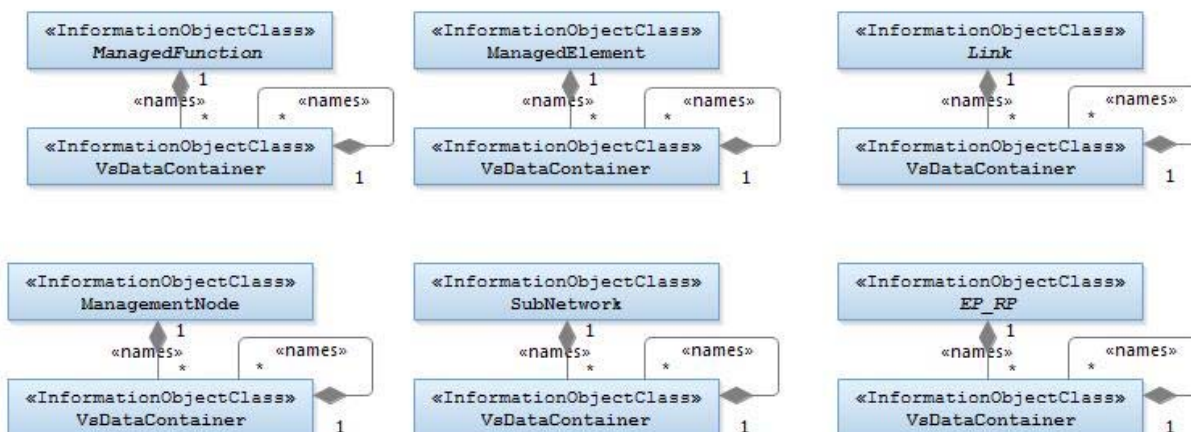 «InformationObjectClass»
ManagedFunction
1
«names»
«names»
*
*
«InformationObjectClass»
VsDataContainer
1
«InformationObjectClass»
ManagedElement
1
«names»
«names»
*
*
«InformationObjectClass»
VsDataContainer
1
«InformationObjectClass»
Link
1
«names»
«names»
*
*
«InformationObjectClass»
VsDataContainer
1
«InformationObjectClass»
ManagementNode
1
«names»
«names»
*
*
«InformationObjectClass»
VsDataContainer
1
«InformationObjectClass»
SubNetwork
1
«names»
«names»
*
*
«InformationObjectClass»
VsDataContainer
1
«InformationObjectClass»
EP_RP
1
«names»
«names»
*
*
«InformationObjectClass»
VsDataContainer
1